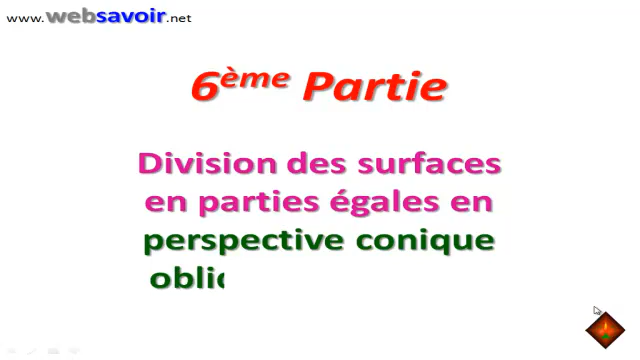 www.websavoir.net
6ème Partie
Division des surfaces
en parties égales en
perspective conique